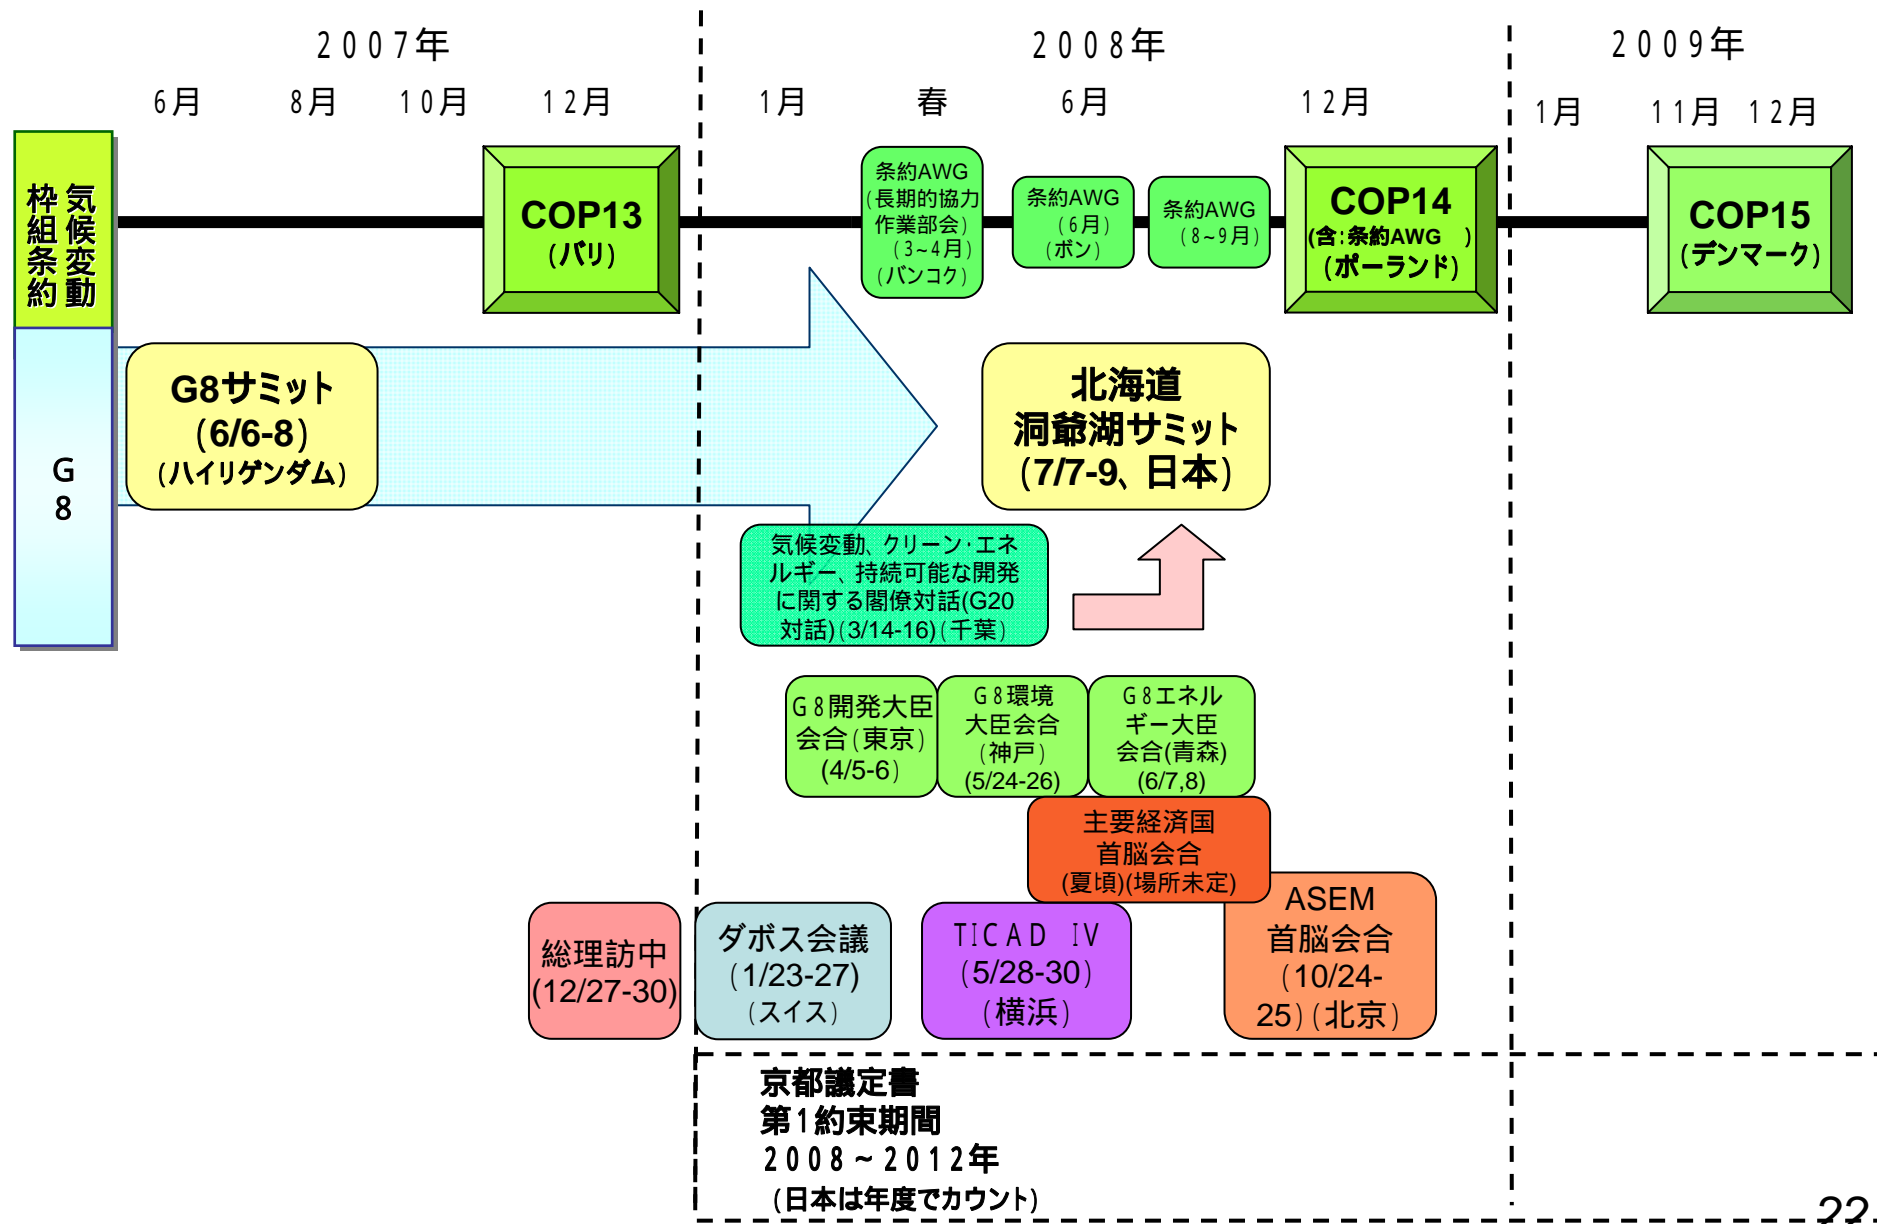 2007年
2008年
2009年
6月
8月
10月
12月
1月
春
6月
12月
1月
11月
12月
気候変動
枠組条約
COP13
(バリ)
条約AWG
(長期的協力
作業部会)
(3~4月)
(バンコク)
条約AWG
(6月)
(ボン)
条約AWG
(8~9月)
COP14
(含:条約AWG )
(ポーランド)
COP15
(デンマーク)
G
8
G8サミット
(6/6-8)
(ハイリゲンダム)
北海道
洞爺湖サミット
(7/7-9、日本)
気候変動、クリーン・エネ
ルギー、持続可能な開発
に関する閣僚対話(G20
対話)(3/14-16)(千葉)
G8開発大臣
会合(東京)
(4/5-6)
G8環境
大臣会合
(神戸)
(5/24-26)
G8エネル
ギー大臣
会合(青森)
(6/7,8)
主要経済国
首脳会合
(夏頃)(場所未定)
総理訪中
(12/27-30)
ダボス会議
(1/23-27)
(スイス)
TICAD IV
(5/28-30)
(横浜)
ASEM
首脳会合
(10/24-
25)(北京)
京都議定書
第1約束期間
2008~2012年
(日本は年度でカウント)
22